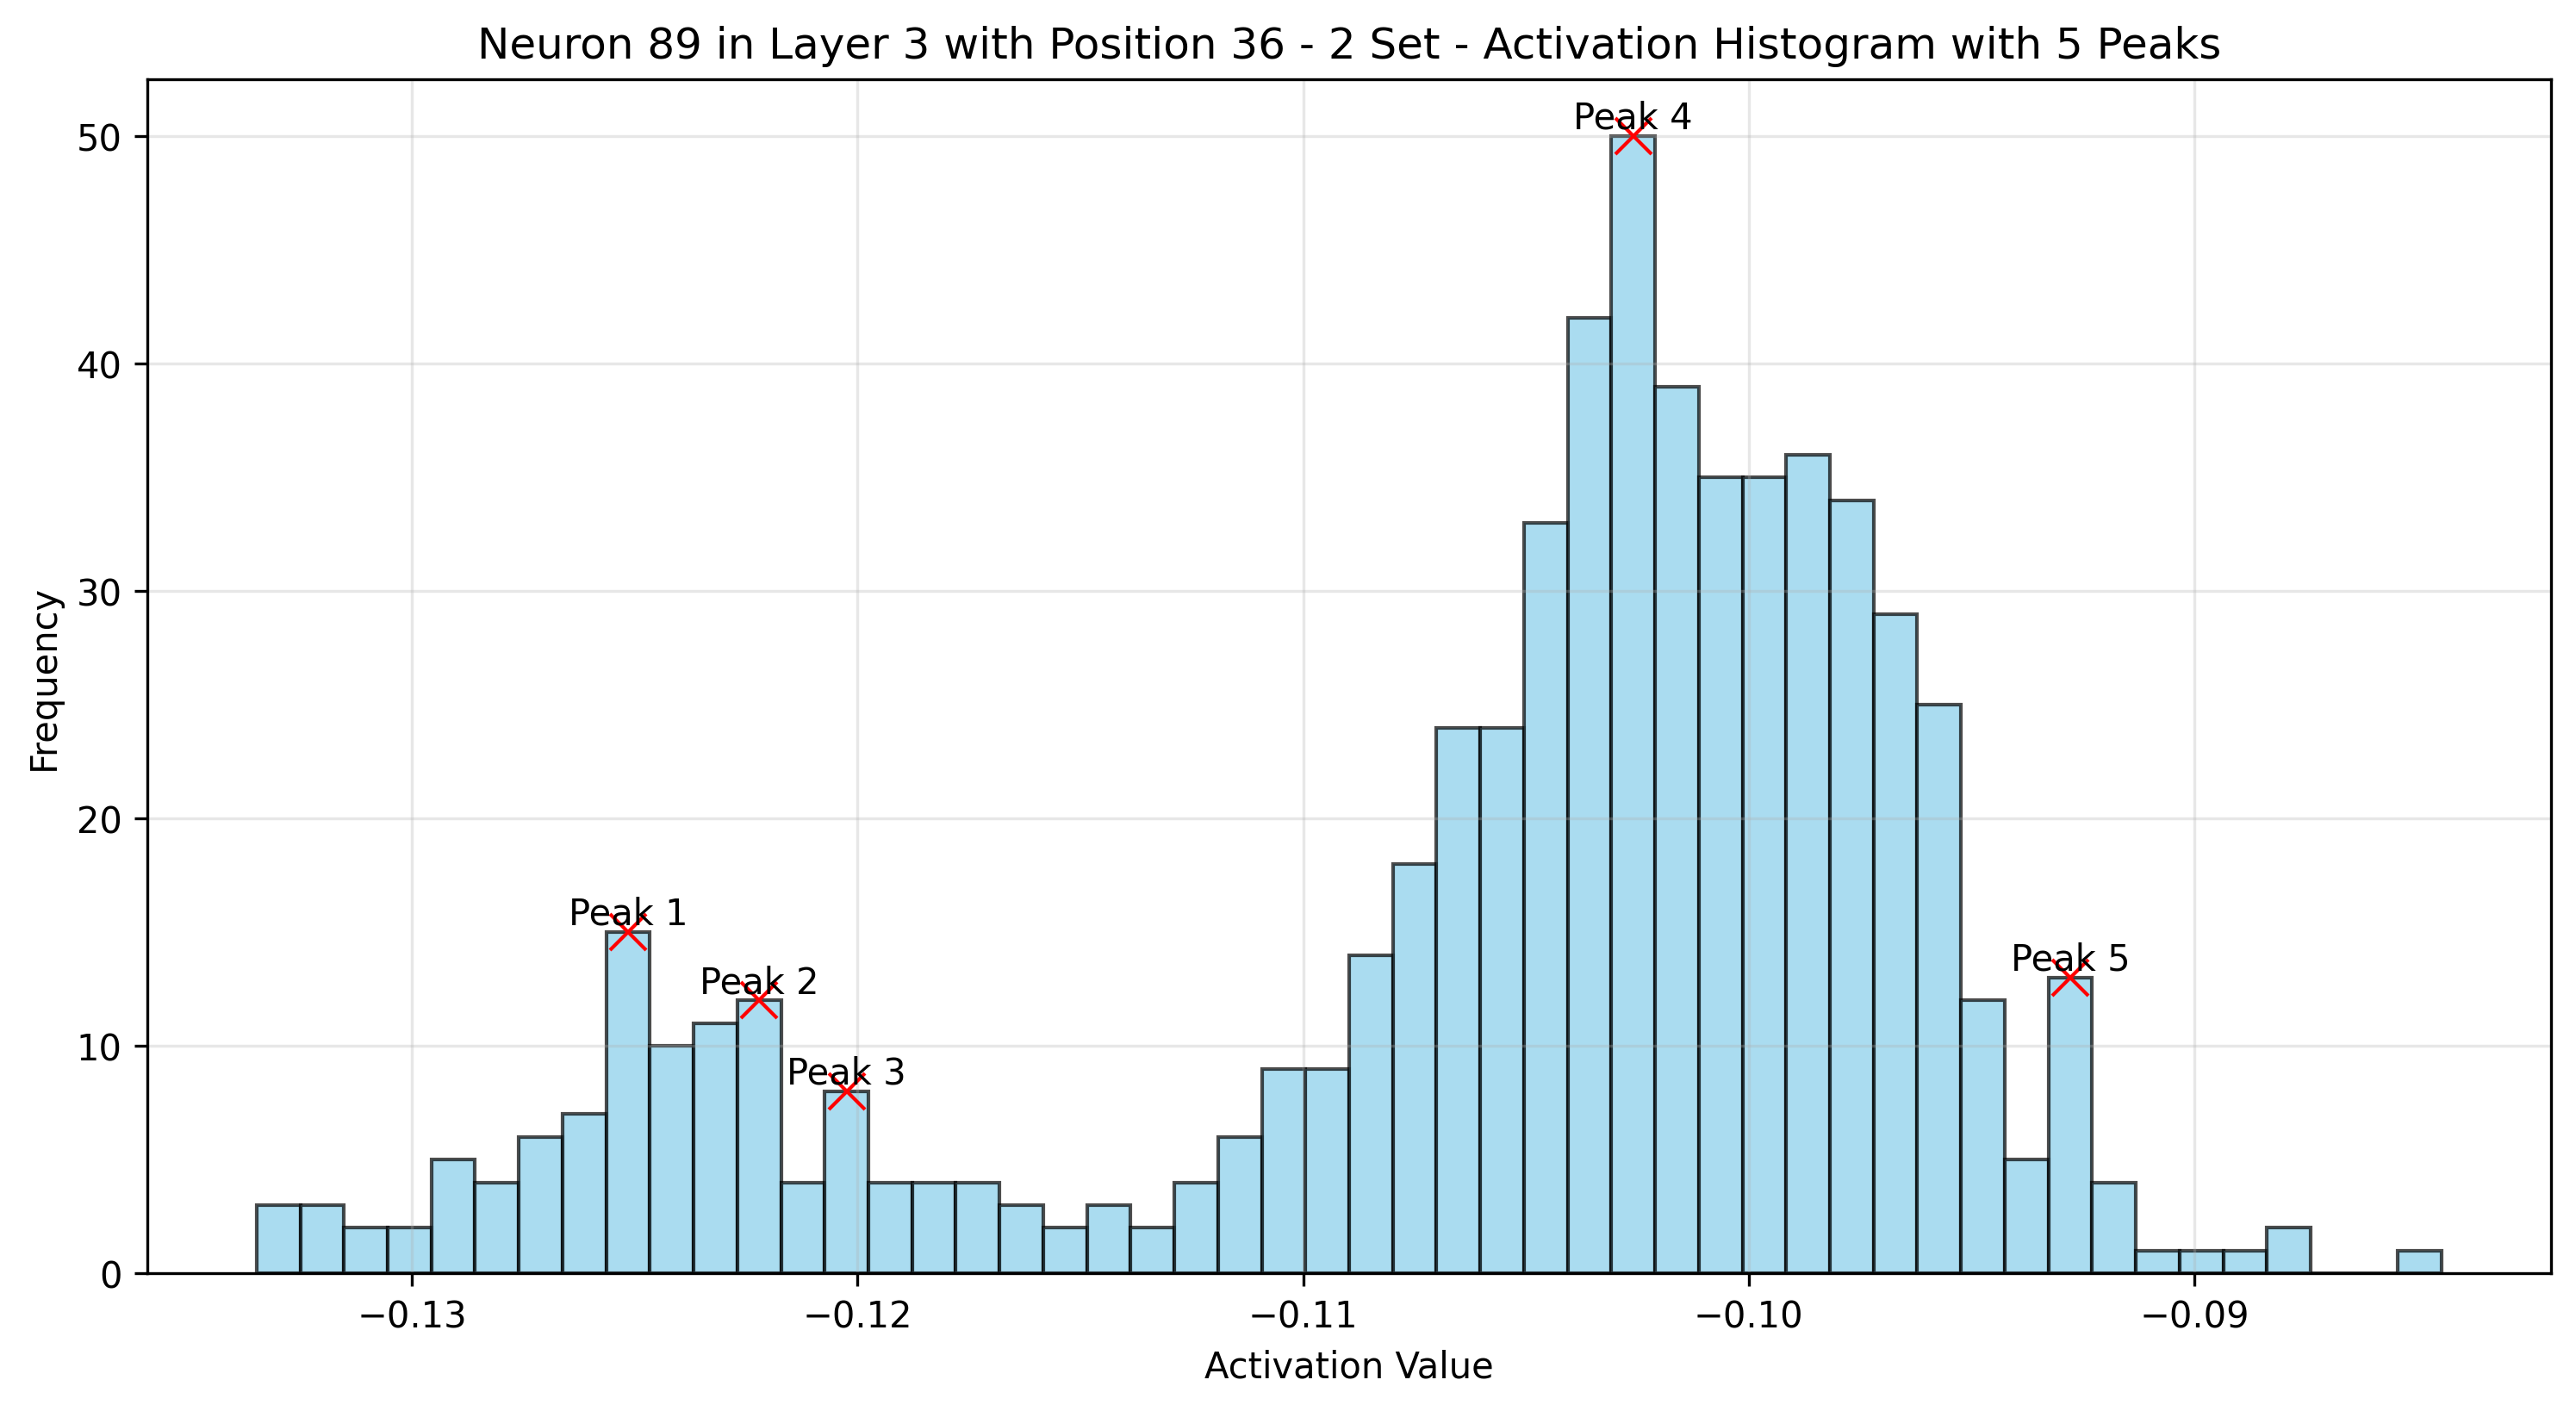 Neuron 89 in Layer 3 with Position 36 - 2 Set - Activation Histogram with 5 Peaks
50
40
30
20
10
0
Frequency
Peak 1
Peak 2
Peak 3
Peak 4
Peak 5
−0.13
−0.12
−0.11
−0.10
−0.09
Activation Value